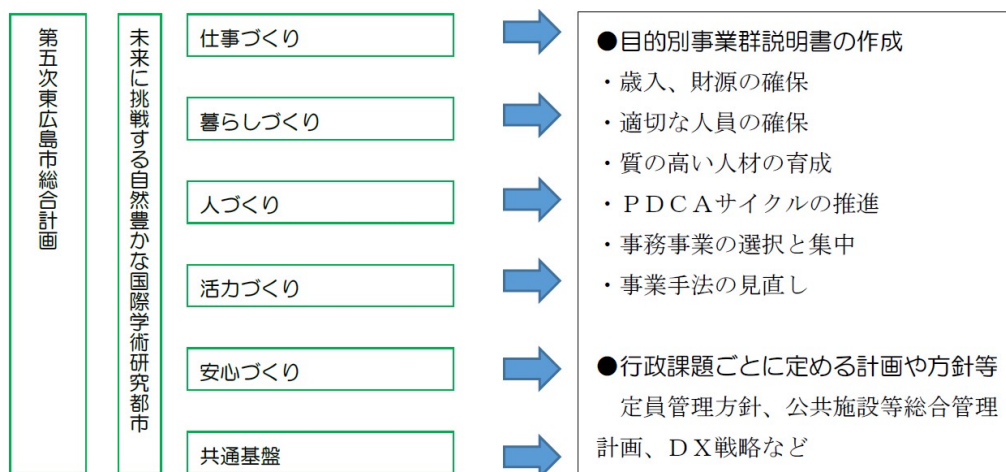 第五次東広島市総合計画
未来に挑戦する自然豊かな国際学術研究都市
仕事づくり
暮らしづくり
人づくり
活力づくり
安心づくり
共通基盤
●目的別事業群説明書の作成
・歳入、財源の確保
・適切な人員の確保
・質の高い人材の育成
・ＰＤＣＡサイクルの推進
・事務事業の選択と集中
・事業手法の見直し
●行政課題ごとに定める計画や方針等
定員管理方針、公共施設等総合管理
計画、ＤＸ戦略など